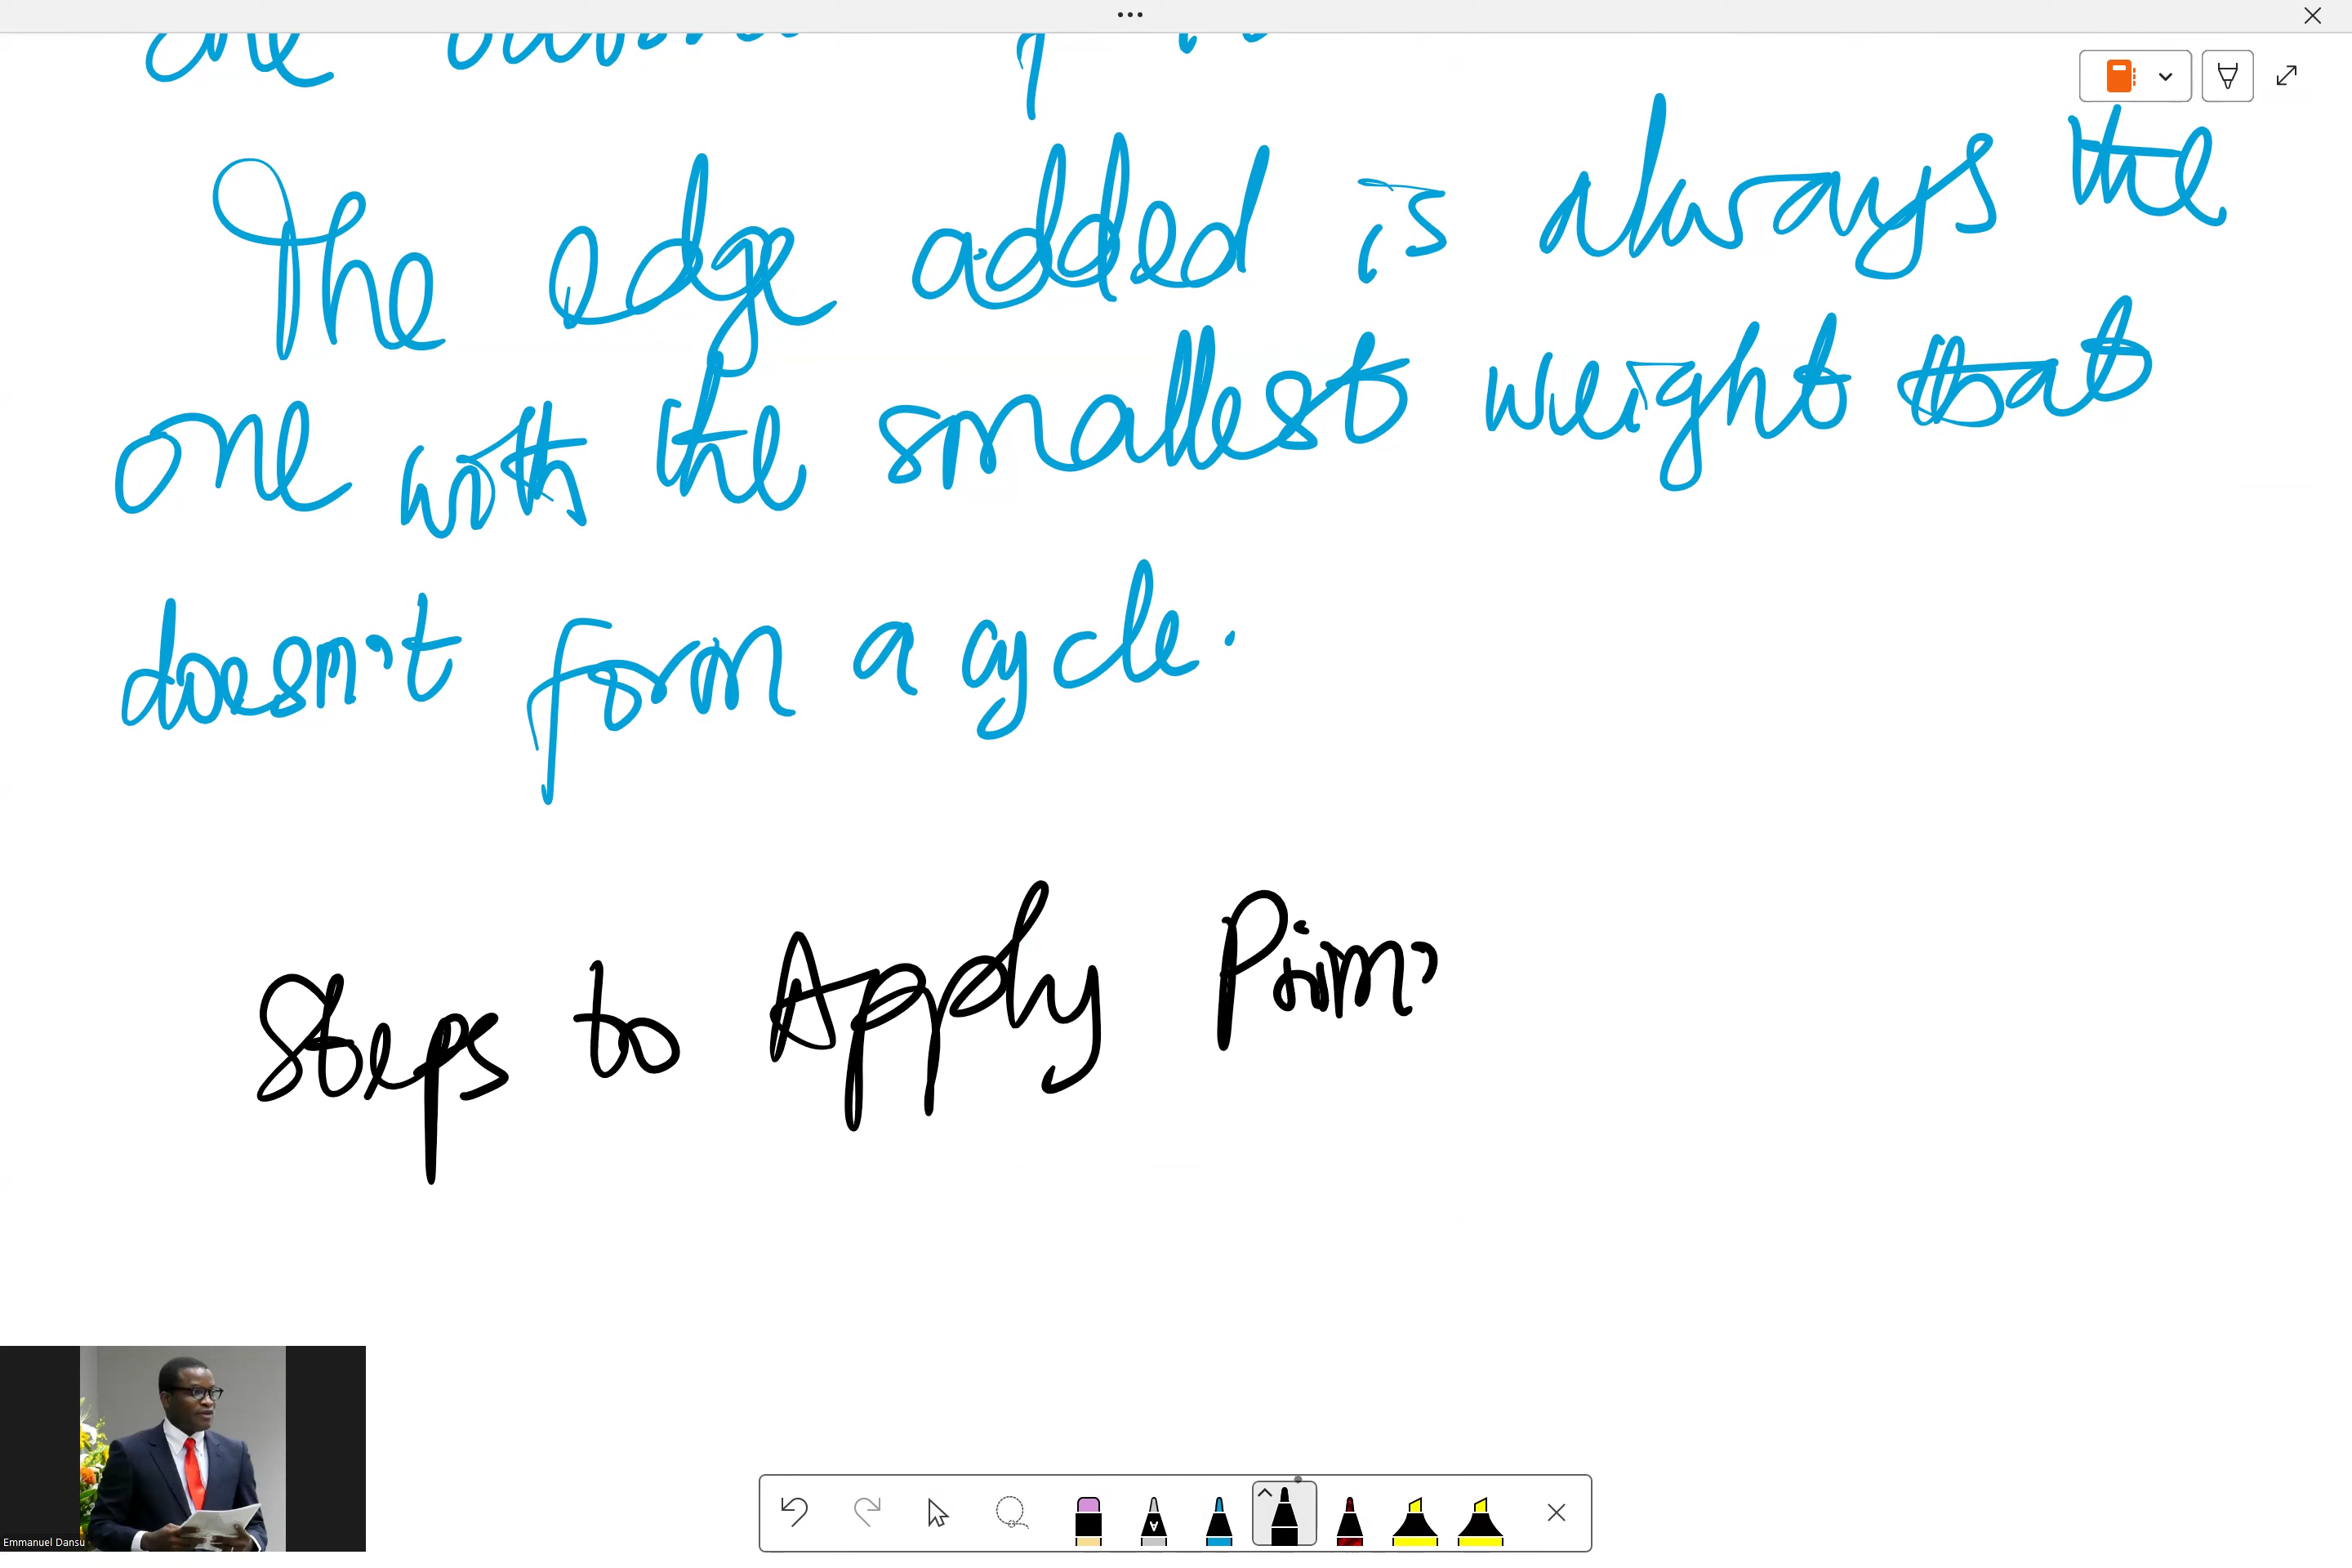 The edge added is always the
one with the smallest weight that
doesn't form a cycle.
Steps to Apply Prim'
Emmanuel Dansu